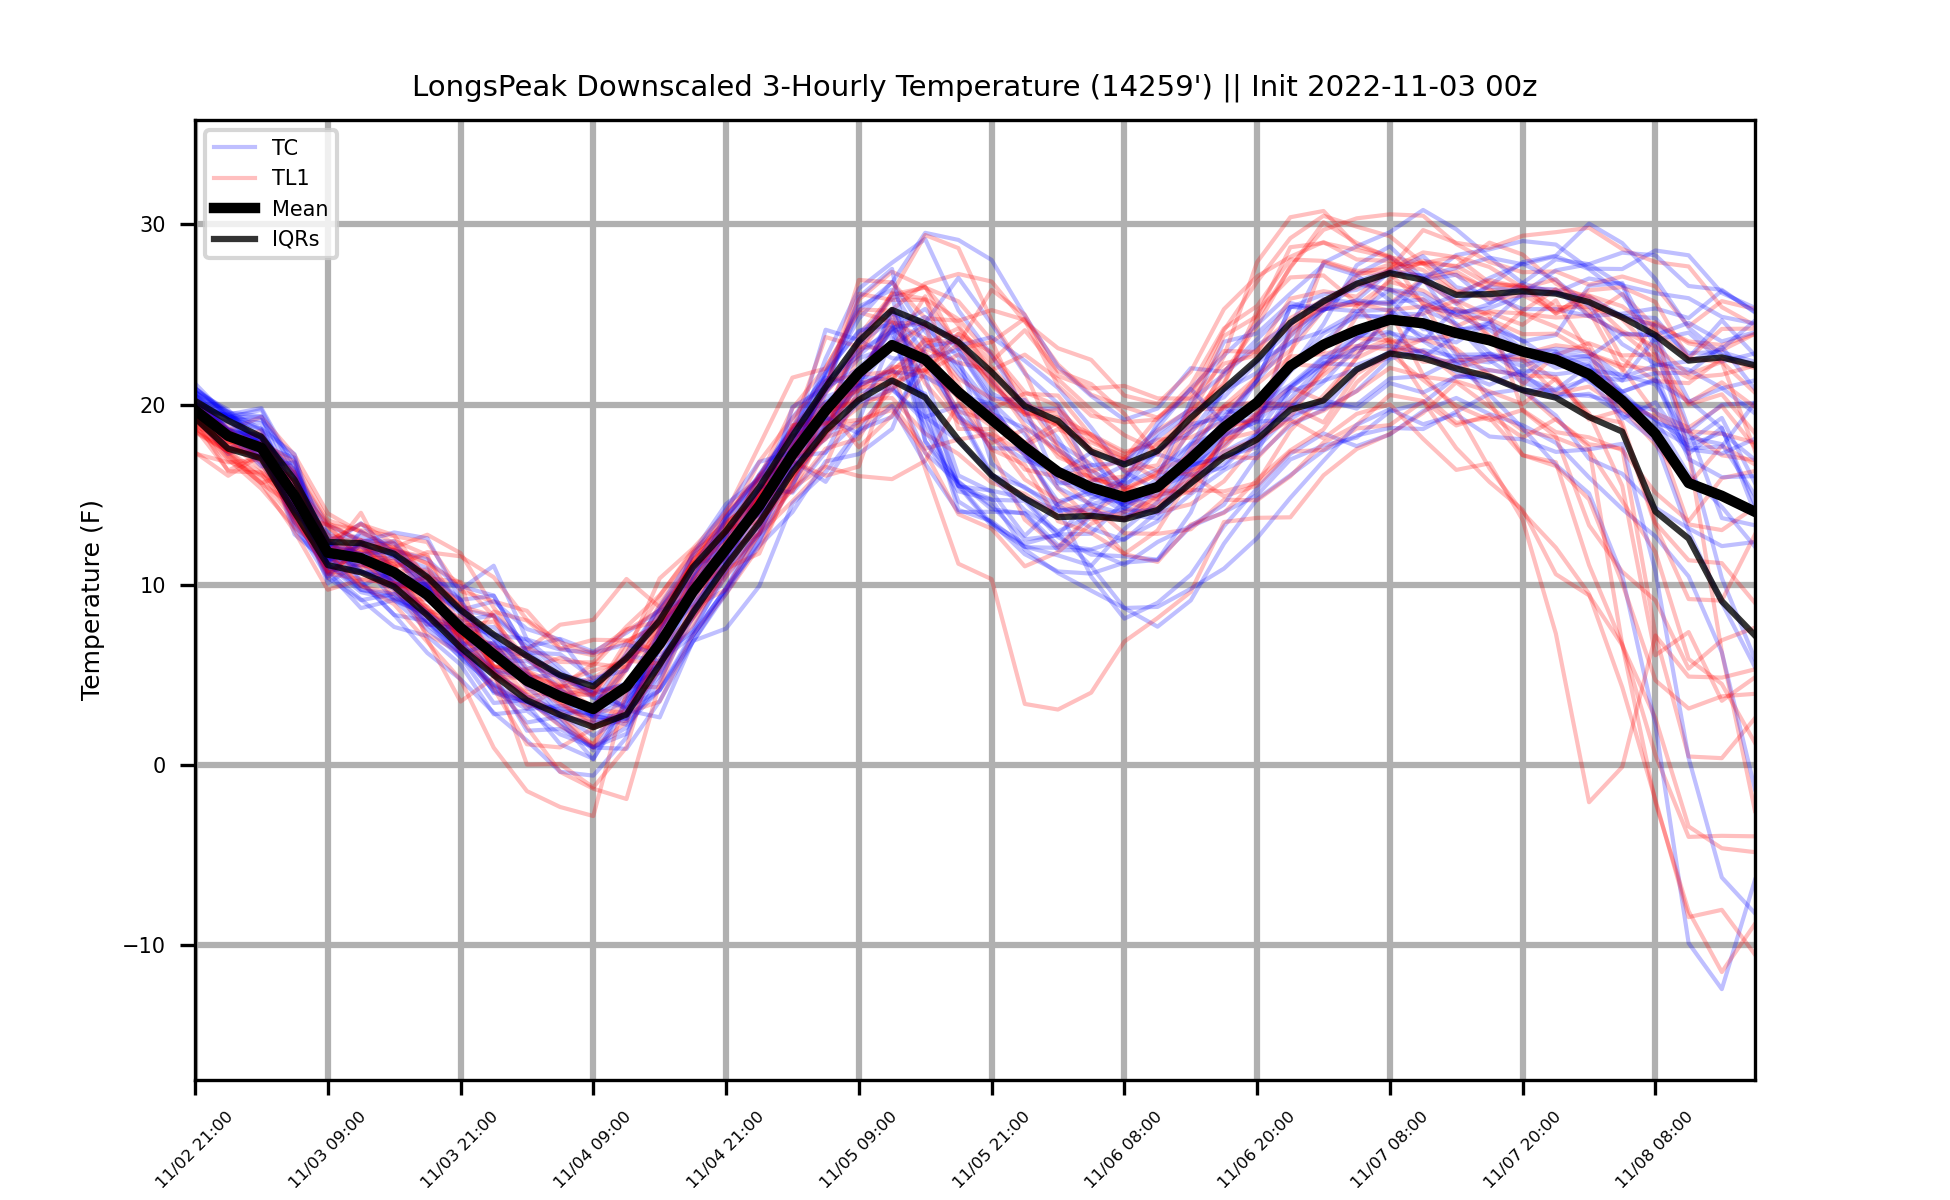 LongsPeak Downscaled 3-Hourly Temperature (14259') || Init 2022-11-03 00z
TC
TL1
Mean
IQRs
Temperature (F)
30
20
10
0
−10
11/02 21:00
11/03 09:00
11/03 21:00
11/04 09:00
11/04 21:00
11/05 09:00
11/05 21:00
11/06 08:00
11/06 20:00
11/07 08:00
11/07 20:00
11/08 08:00